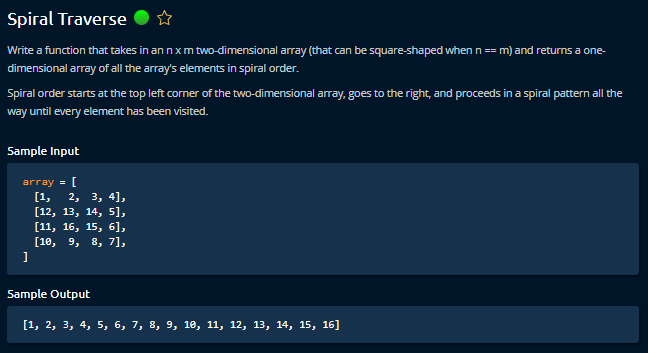 Spiral Traverse
Write a function that takes in an n x m two-dimensional array (that can be square-shaped when n == m) and returns a one-
dimensional array of all the array's elements in spiral order.
Spiral order starts at the top left corner of the two-dimensional array, goes to the right, and proceeds in a spiral pattern all the
way until every element has been visited.
Sample Input
array = [
  [1,   2,  3, 4],
  [12, 13, 14, 5],
  [11, 16, 15, 6],
  [10,  9,  8, 7],
]
Sample Output
[1, 2, 3, 4, 5, 6, 7, 8, 9, 10, 11, 12, 13, 14, 15, 16]